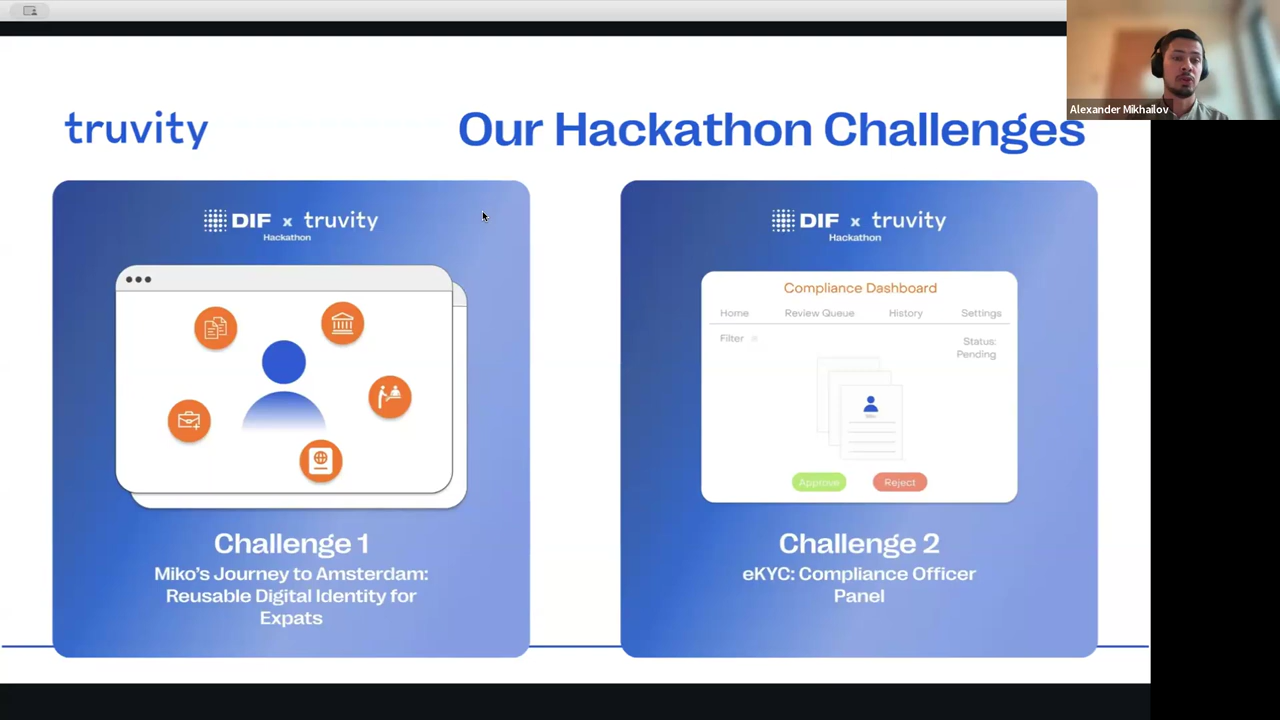 Alexander Mikhailov
truvity
Our Hackathon Challenges
DIF x truvity
Hackathon
Challenge 1
Miko's Journey to Amsterdam:
Reusable Digital Identity for
Expats
DIF x truvity
Hackathon
Compliance Dashboard
Home Review Queue History Settings
Filter
Status:
Pending
Approve Reject
Challenge 2
eKYC: Compliance Officer
Panel